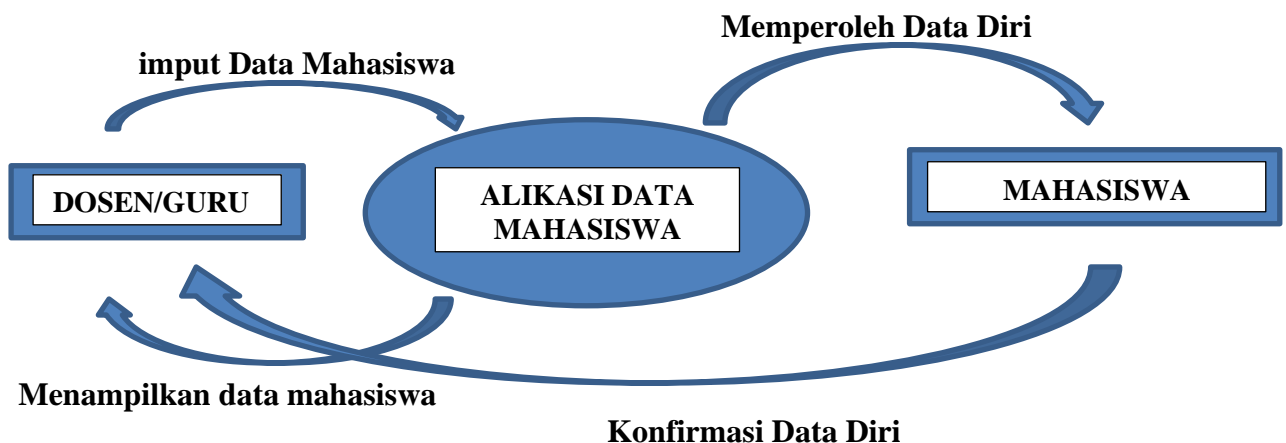 Memperoleh Data Diri
imput Data Mahasiswa
DOSEN/GURU
ALIKASI DATA
MAHASISWA
MAHASISWA
Menampilkan data mahasiswa
Konfirmasi Data Diri